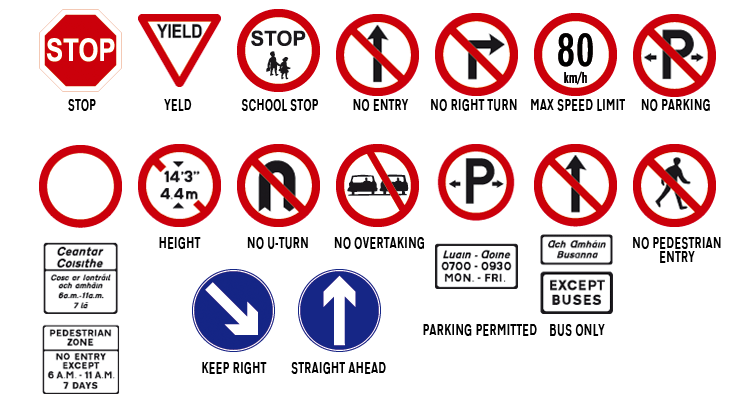 STOP
YIELD
STOP
80
km/h
P
STOP
YELD
SCHOOL STOP
NO ENTRY
NO RIGHT TURN
MAX SPEED LIMIT
NO PARKING
14'3"
4.4m
P
HEIGHT
NO U-TURN
NO OVERTAKING
NO PEDESTRIAN
ENTRY
Ceantar
Coisithe
Cosc ar Iontráil
ach amháin
6a.m.-11a.m.
7 lá
Luain - Aoine
0700 - 0930
MON. - FRI.
Ach Amháin
Busanna
EXCEPT
BUSES
PARKING PERMITTED
BUS ONLY
PEDESTRIAN
ZONE
NO ENTRY
EXCEPT
6 A.M. - 11 A.M.
7 DAYS
KEEP RIGHT
STRAIGHT AHEAD